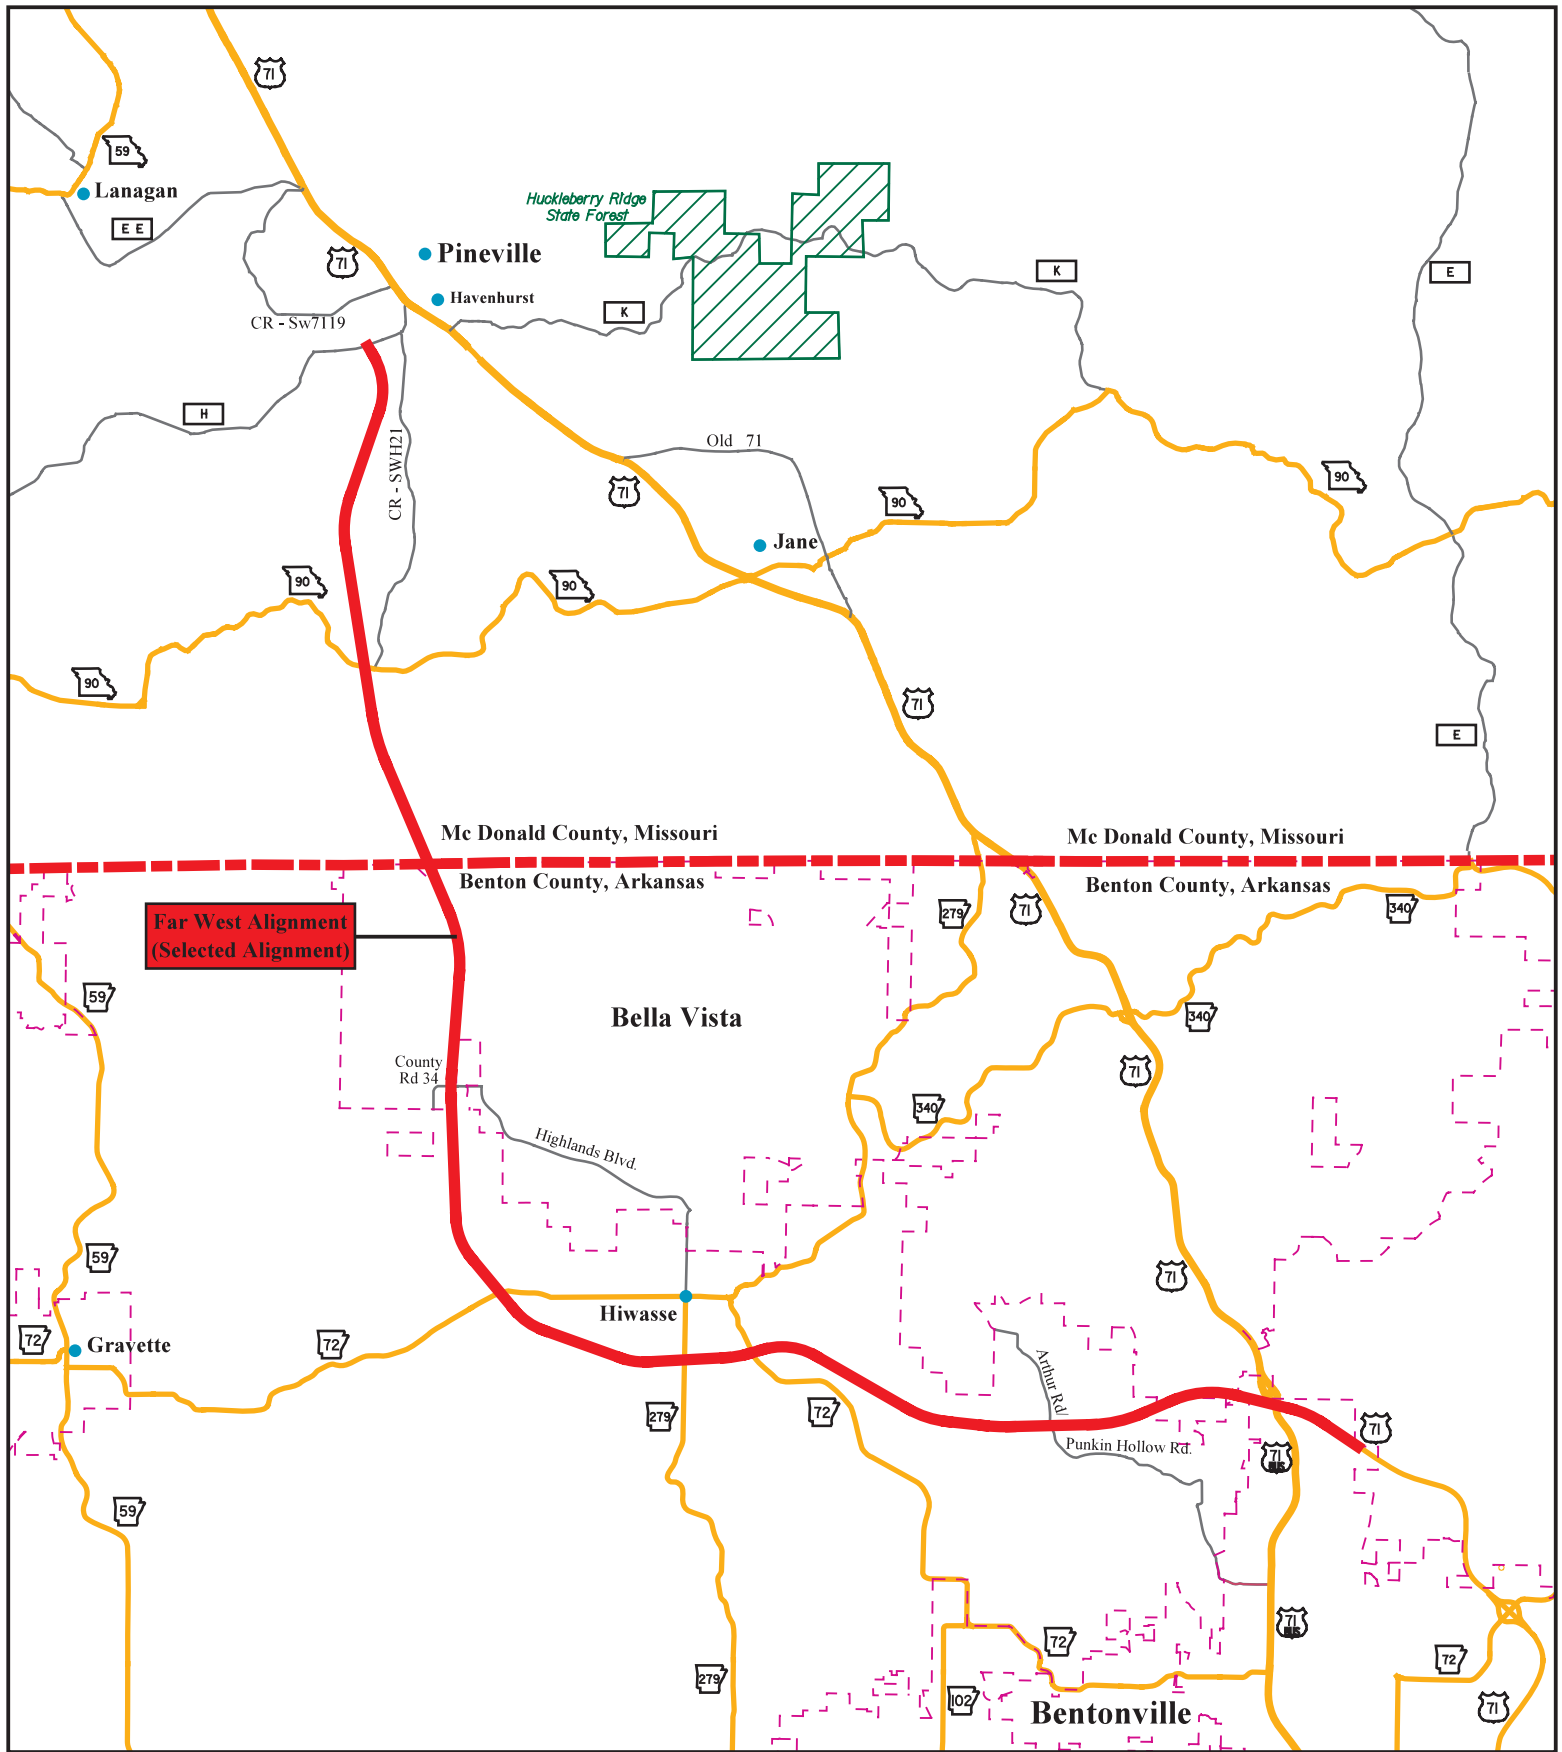 71
59
Lanagan
E E
Huckleberry Ridge
State Forest
71
Pineville
Havenhurst
K
K
E
CR - Sw7119
H
CR - SWH21
Old 71
71
90
90
Jane
90
90
90
71
E
Mc Donald County, Missouri
Mc Donald County, Missouri
Benton County, Arkansas
Benton County, Arkansas
Far West Alignment
(Selected Alignment)
279
71
340
59
Bella Vista
340
County
Rd 34
71
340
Highlands Blvd.
59
71
Hiwasse
72
Gravette
72
Arthur Rd/
Punkin Hollow Rd.
279
72
71
71
BUS
59
71
BUS
72
72
279
102
Bentonville
71